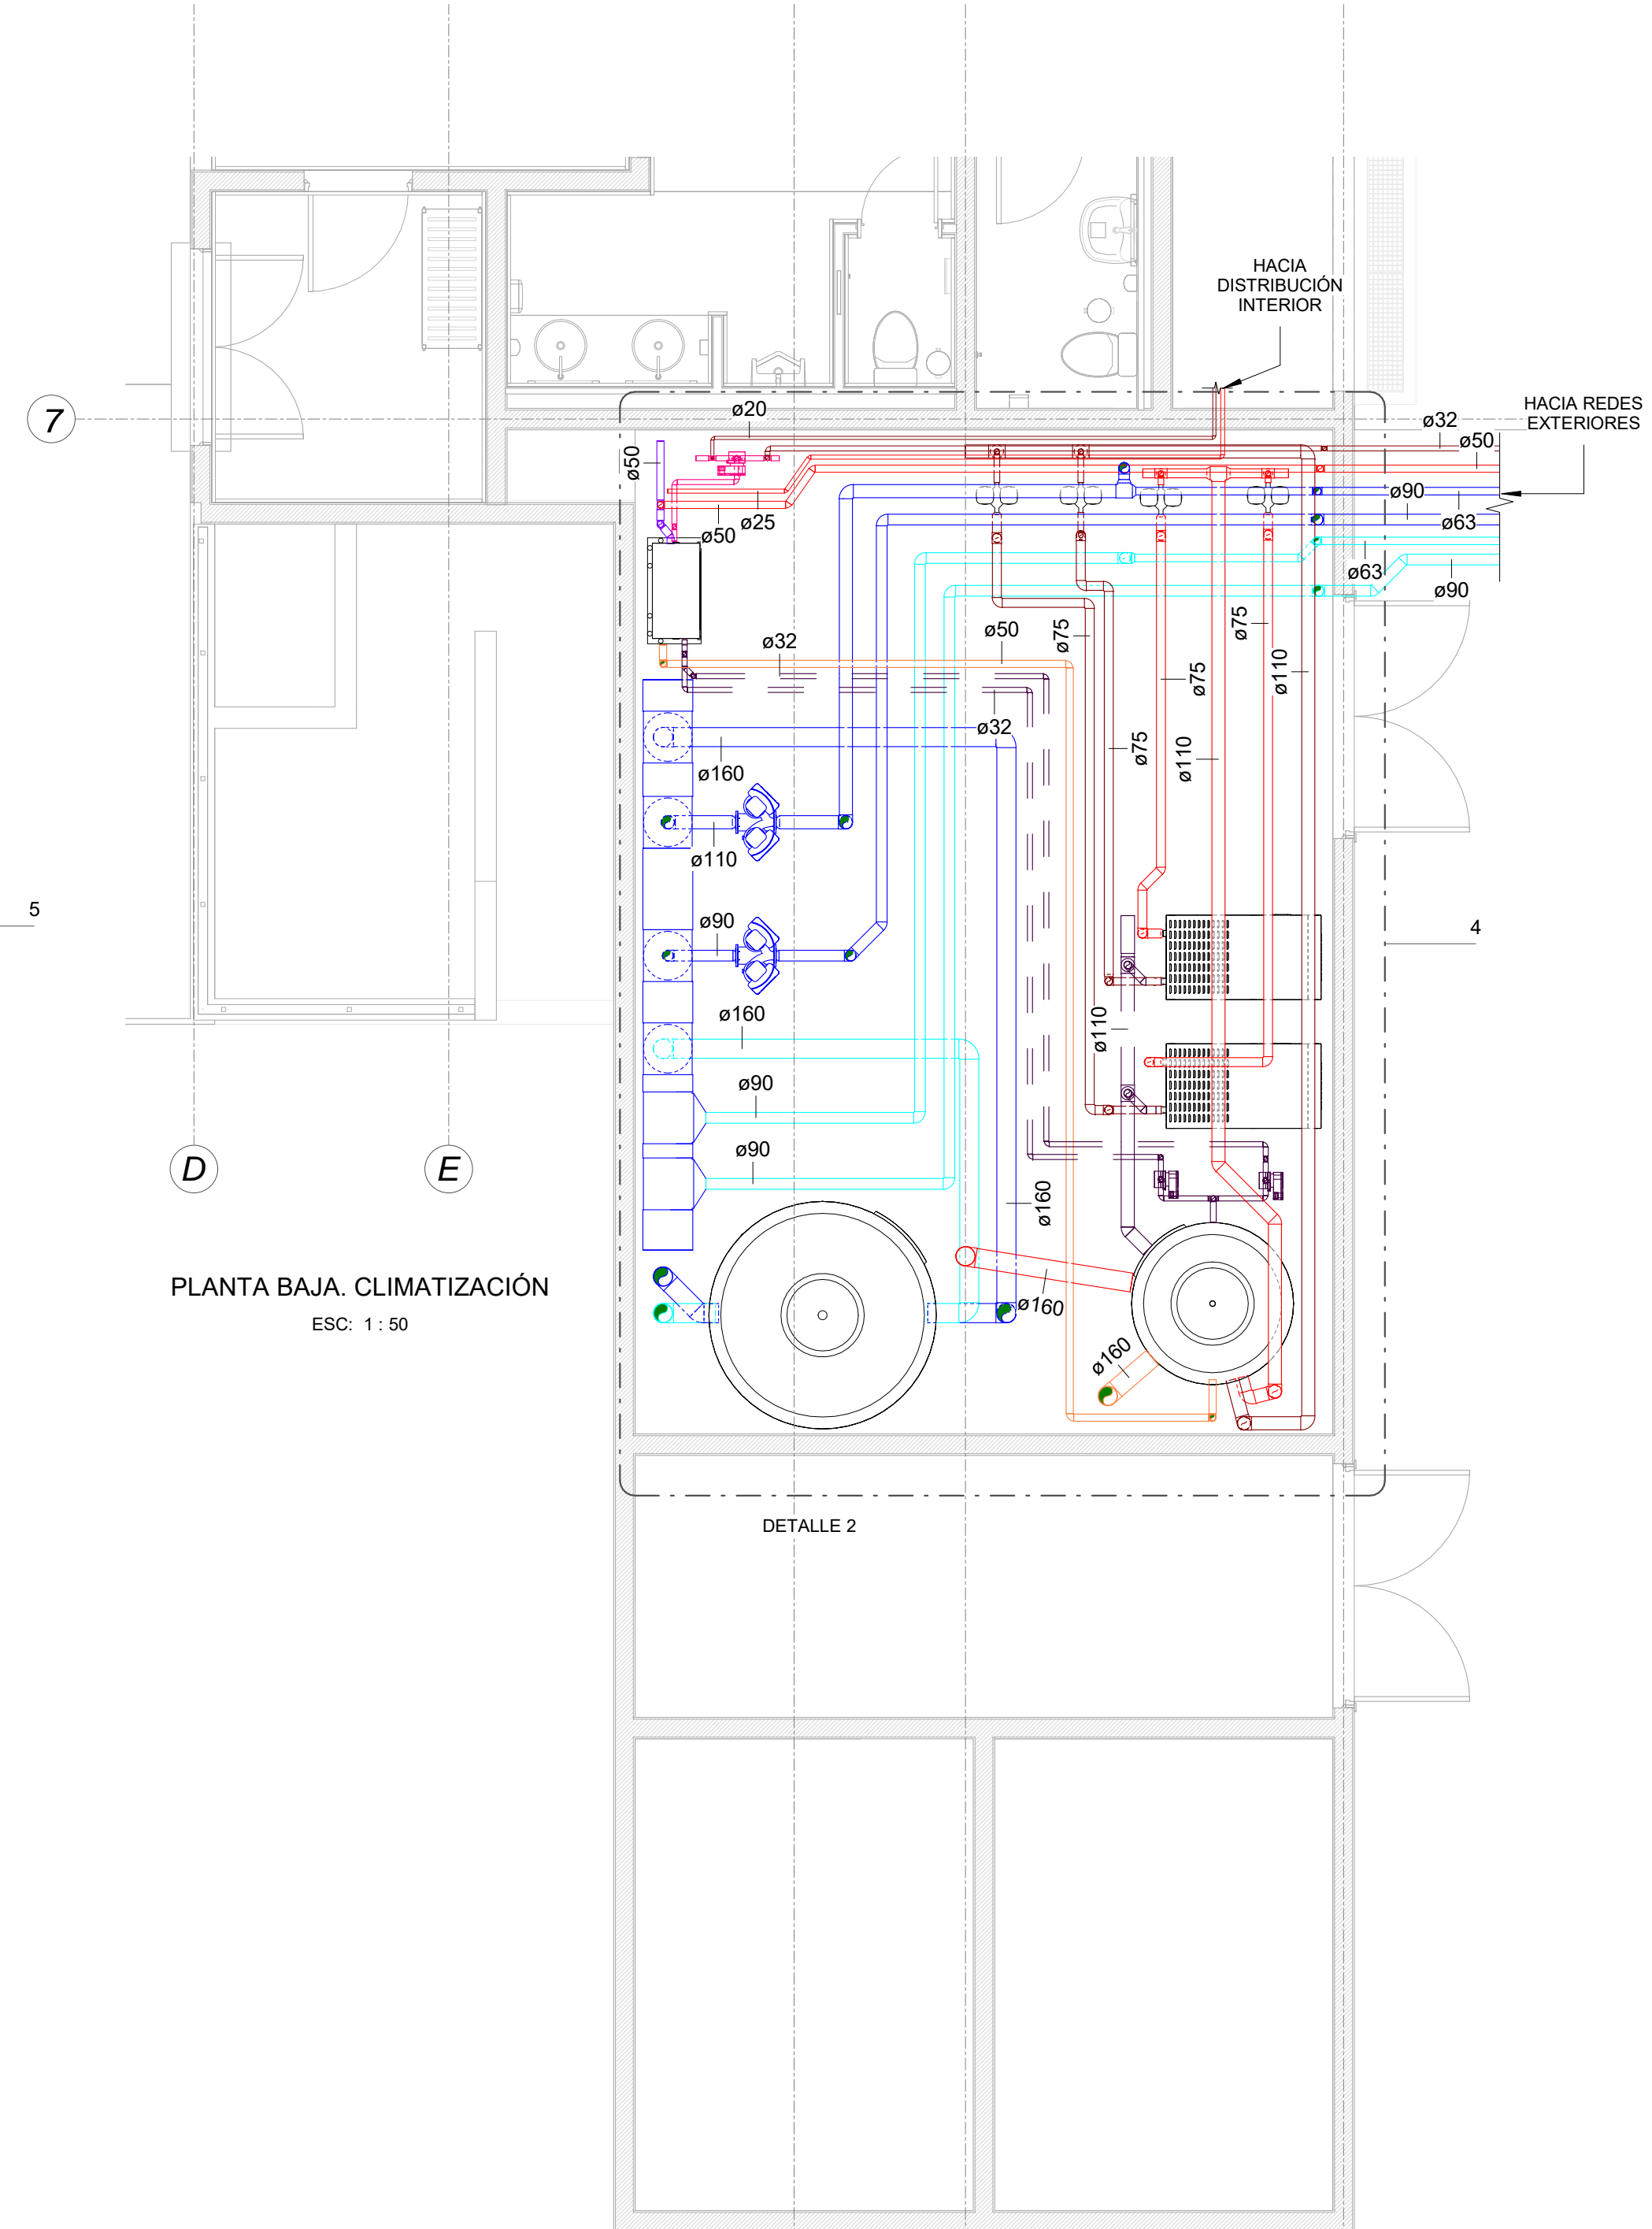 HACIA
DISTRIBUCIÓN
INTERIOR
HACIA REDES
EXTERIORES
7
ø20
ø32
ø50
ø50
ø90
ø25
ø63
ø50
ø63
ø90
ø32
ø50
ø75
ø75
ø75
ø110
ø32
ø75
ø110
ø160
ø110
5
ø90
4
ø160
ø110
ø90
ø90
D
E
ø160
PLANTA BAJA. CLIMATIZACIÓN
ESC: 1 : 50
ø160
ø160
DETALLE 2